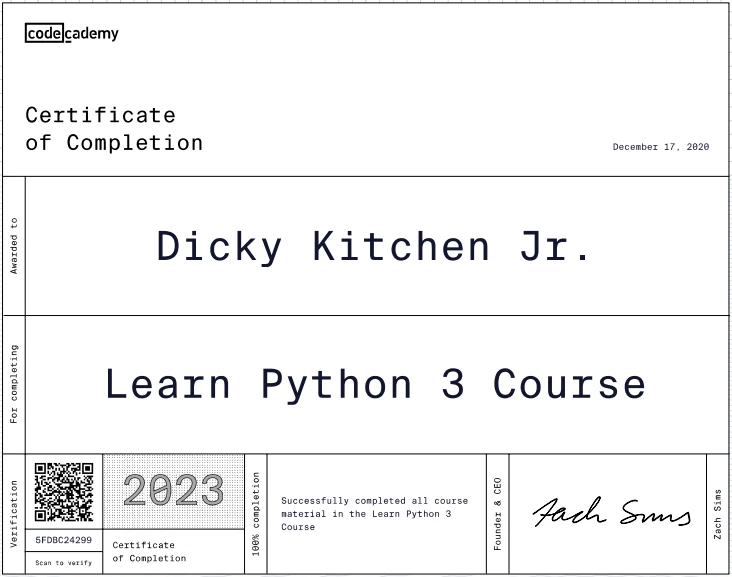 codecademy
Certificate
of Completion
December 17, 2020
Awarded to
Dicky Kitchen Jr.
For completing
Learn Python 3 Course
Verification
5FDBC24299
Scan to verify
2023
Certificate
of Completion
100% completion
Successfully completed all course
material in the Learn Python 3
Course
Founder & CEO
Zach Sims
Zach Sims